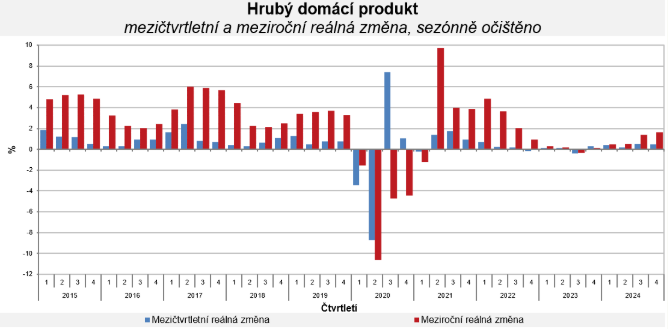 Hrubý domácí produkt
mezičtvrtletní a meziroční reálná změna, sezónně očištěno
10
8
6
4
2
0
-2
-4
-6
-8
-10
-12
%
1 2 3 4 1 2 3 4 1 2 3 4 1 2 3 4 1 2 3 4 1 2 3 4 1 2 3 4 1 2 3 4 1 2 3 4 1 2 3 4
2015 2016 2017 2018 2019 2020 2021 2022 2023 2024
Čtvrtletí
Mezičtvrtletní reálná změna Meziroční reálná změna